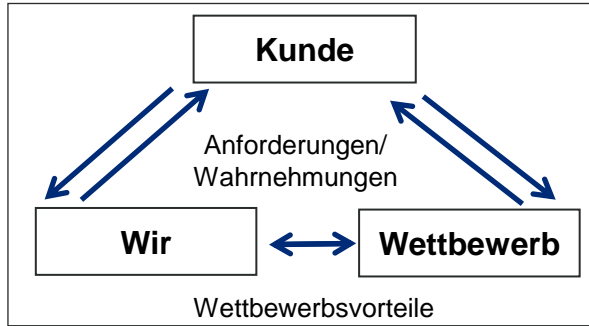 Kunde
Anforderungen/
Wahrnehmungen
Wir
Wettbewerb
Wettbewerbsvorteile